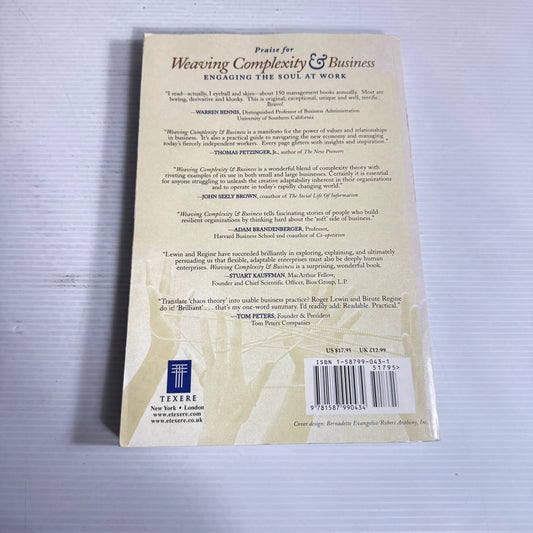 Praise for
Weaving Complexity & Business
ENGAGING THE SOUL AT WORK
"I read—actually, I eyeball and skim—about 150 management books annually. Most are
boring, derivative and klunky. This is original, exceptional, unique and well, terrific.
Bravo!
—WARREN BENNIS, Distinguished Professor of Business Administration
University of Southern California
"Weaving Complexity & Business is a manifesto for the power of values and relationships
in business. It's also a practical guide to navigating the new economy and managing
today's fiercely independent workers. Every page glitters with insights and inspiration."
—THOMAS PETZINGER, Jr., author of The New Pioneers
"Weaving Complexity & Business is a wonderful blend of complexity theory with
riveting examples of its use in both small and large businesses. Certainly it is essential
for anyone struggling to unleash the creative adaptability inherent in their organizations
and to operate in today's rapidly changing world."
—JOHN SEELY BROWN, coauthor of The Social Life Of Information
"Weaving Complexity & Business tells fascinating stories of people who build
resilient organizations by thinking hard about the 'soft' side of business."
—ADAM BRANDENBERGER, Professor,
Harvard Business School and coauthor of Co-opetition
"Lewin and Regine have succeeded brilliantly in exploring, explaining, and ultimately
persuading us that flexible, adaptable enterprises must also be deeply human
enterprises. Weaving Complexity & Business is a surprising, wonderful book.
—STUART KAUFFMAN, MacArthur Fellow,
Founder and Chief Scientific Officer, Bios Group, L.P.
"Translate 'chaos theory' into usable business practice? Roger Lewin and Birute Regine
do it! 'Brilliant' . . . that's my one-word summary. I'd readily add: Readable. Practical."
—TOM PETERS, Founder & President
Tom Peters Companies
US $17.95 UK £12.99
ISBN 1-58799-043-1
51795>
9 781587 990434
TEXERE
New York • London
www.etexere.com
www.etexere.co.uk
Cover design: Bernadette Evangelist/Robert Anthony, Inc.